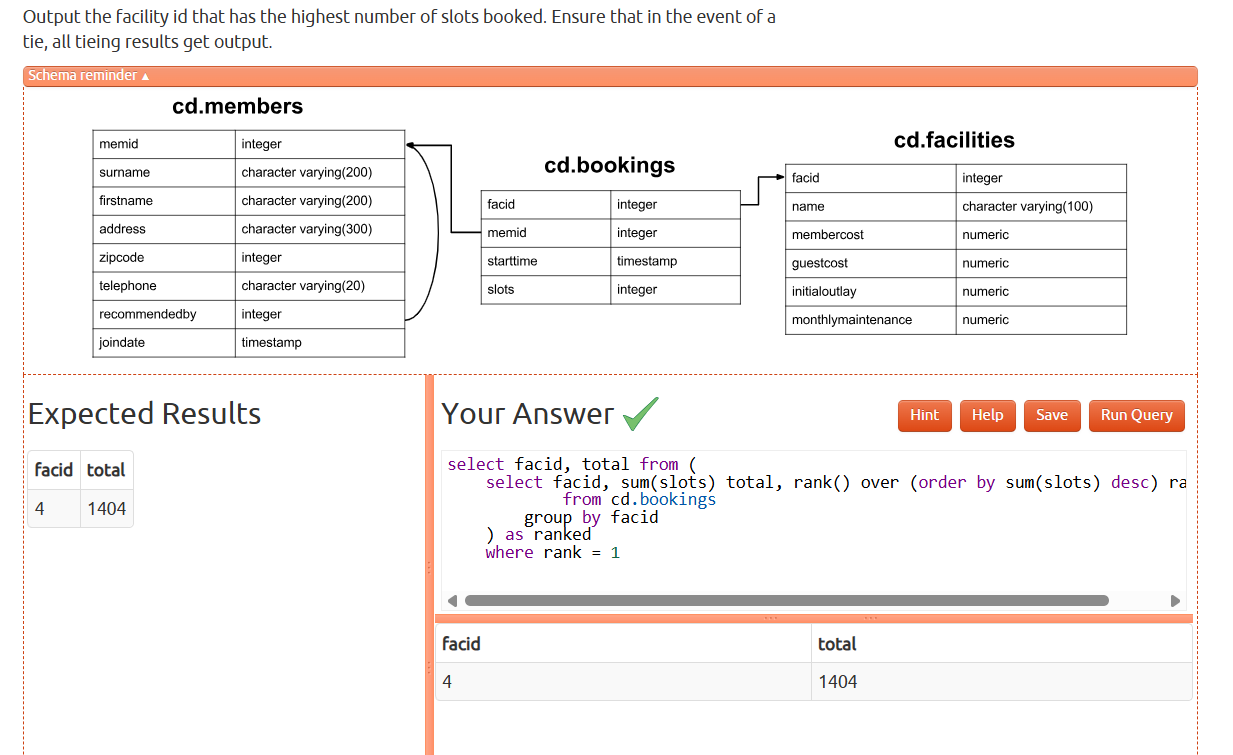 Output the facility id that has the highest number of slots booked. Ensure that in the event of a
tie, all tieing results get output.
Schema reminder ▲
cd.members
memid integer
surname character varying(200)
firstname character varying(200)
address character varying(300)
zipcode integer
telephone character varying(20)
recommendedby integer
joindate timestamp
cd.bookings
facid integer
memid integer
starttime timestamp
slots integer
cd.facilities
facid integer
name character varying(100)
membercost numeric
guestcost numeric
initialoutlay numeric
monthlymaintenance numeric
Expected Results
facid total
4 1404
Your Answer
Hint Help Save Run Query
select facid, total from (
select facid, sum(slots) total, rank() over (order by sum(slots) desc) ra
from cd.bookings
group by facid
) as ranked
where rank = 1
facid total
4 1404